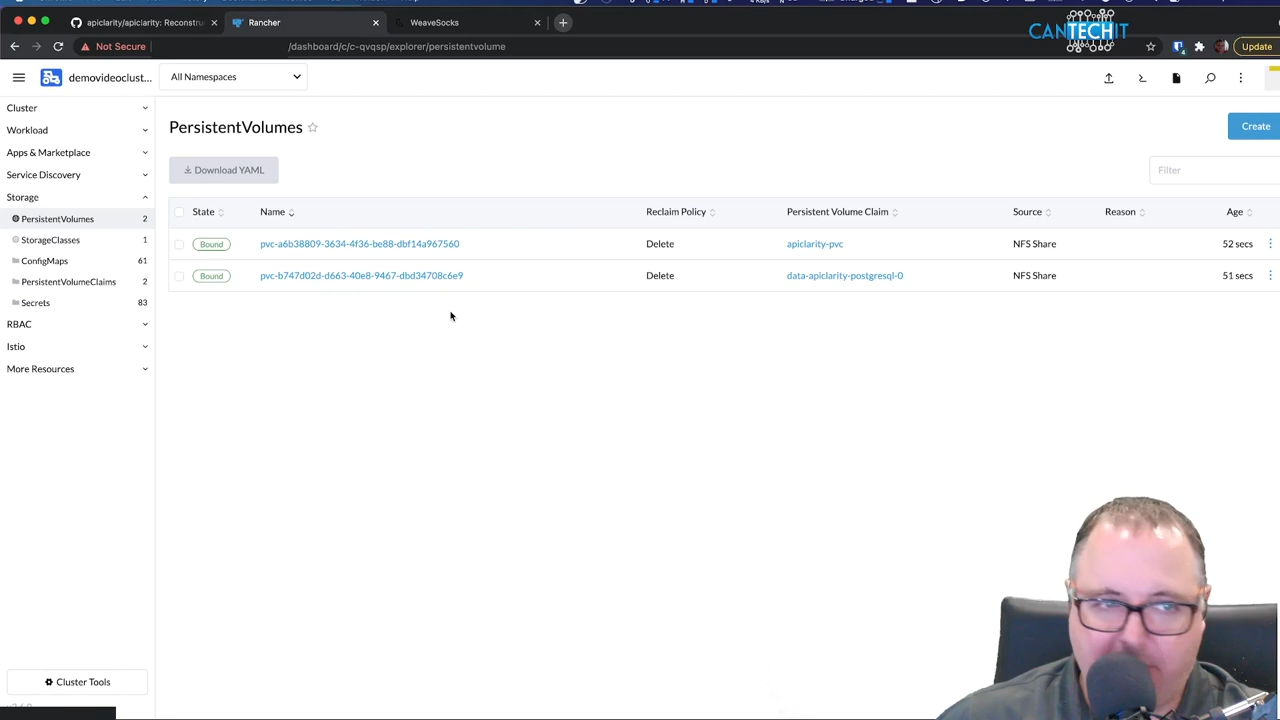 apiclarity/apiclarity: Reconstru
Rancher
WeaveSocks
CANTECHIT
Not Secure
/dashboard/c/c-qvqsp/explorer/persistentvolume
Update
demovideoclust...
All Namespaces
Cluster
Workload
Apps & Marketplace
Service Discovery
Storage
PersistentVolumes 2
StorageClasses 1
ConfigMaps 61
PersistentVolumeClaims 2
Secrets 83
RBAC
Istio
More Resources
Cluster Tools
PersistentVolumes
Create
Download YAML
Filter
State Name Reclaim Policy Persistent Volume Claim Source Reason Age
Bound pvc-a6b38809-3634-4f36-be88-dbf14a967560 Delete apiclarity-pvc NFS Share 52 secs
Bound pvc-b747d02d-d663-40e8-9467-dbd34708c6e9 Delete data-apiclarity-postgresql-0 NFS Share 51 secs